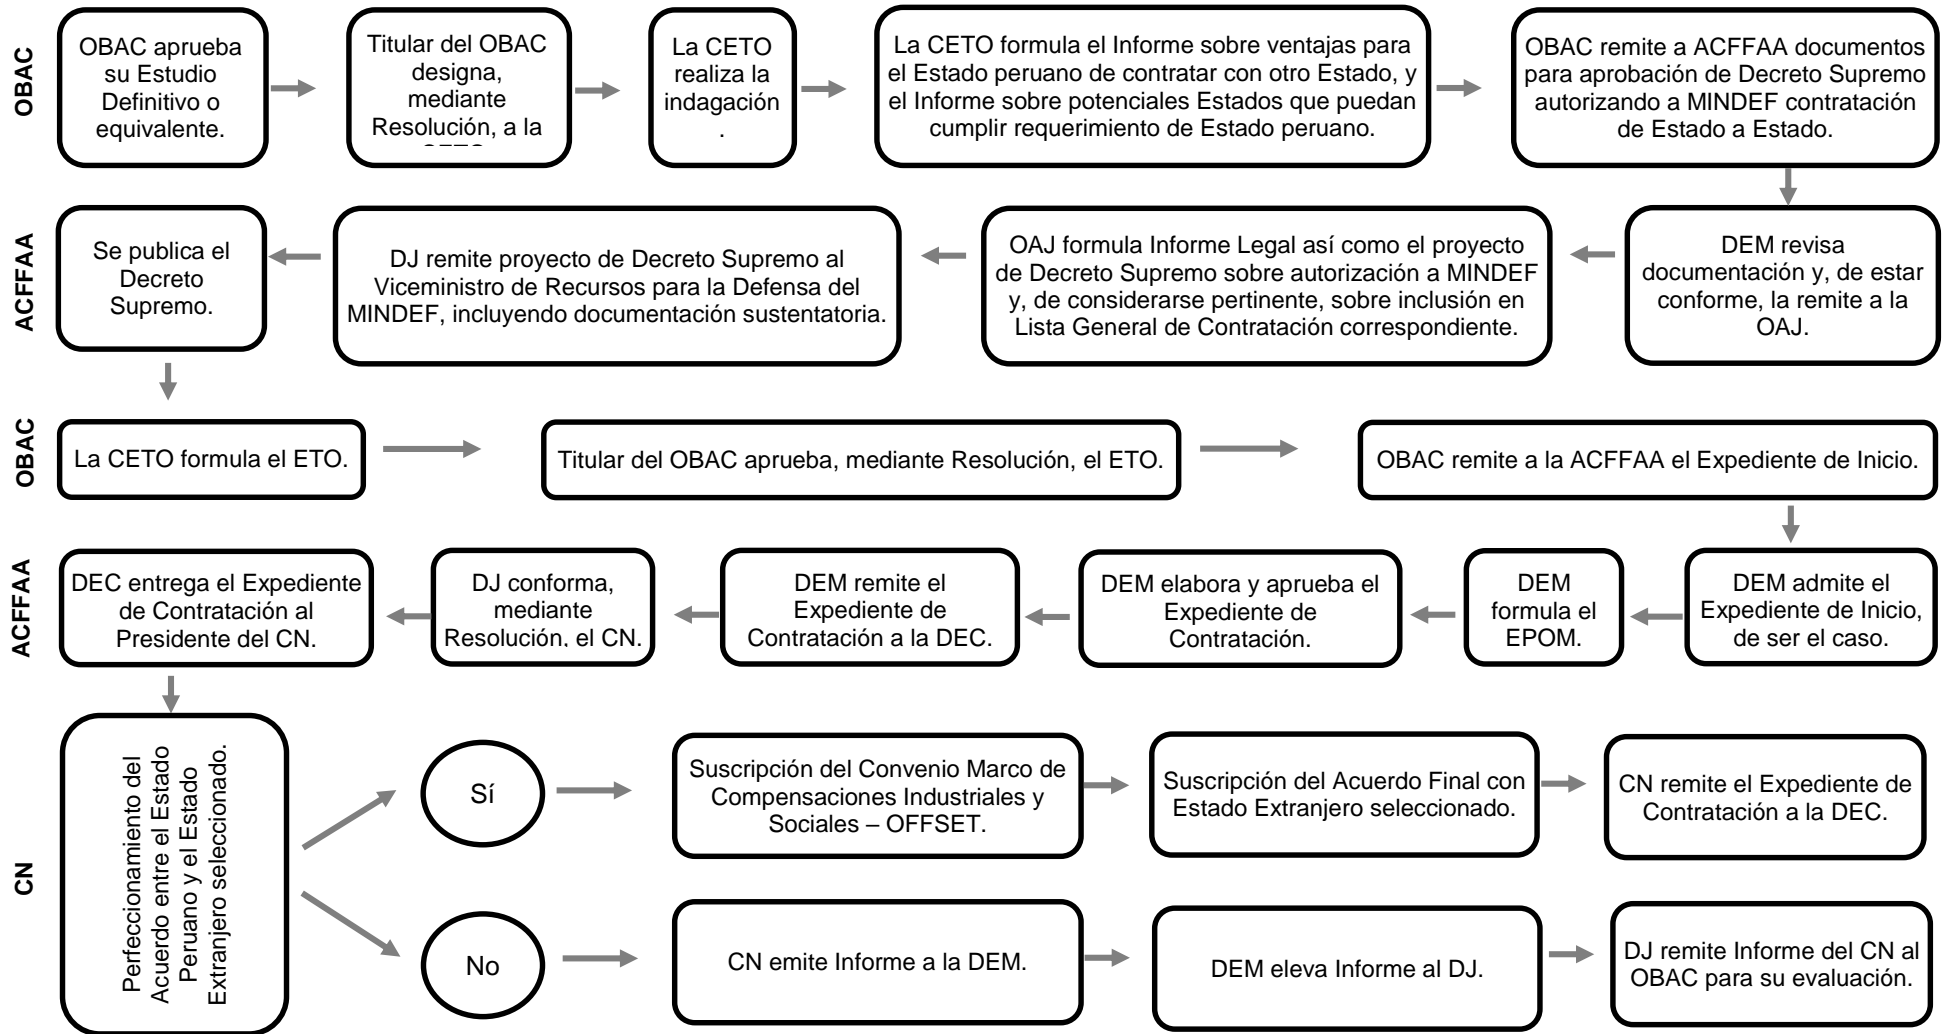 OBAC
OBAC aprueba
su Estudio
Definitivo o
equivalente.
Titular del OBAC
designa,
mediante
Resolución, a la
La CETO
realiza la
indagación
.
La CETO formula el Informe sobre ventajas para
el Estado peruano de contratar con otro Estado, y
el Informe sobre potenciales Estados que puedan
cumplir requerimiento de Estado peruano.
OBAC remite a ACFFAA documentos
para aprobación de Decreto Supremo
autorizando a MINDEF contratación
de Estado a Estado.
ACFFAA
Se publica el
Decreto
Supremo.
DJ remite proyecto de Decreto Supremo al
Viceministro de Recursos para la Defensa del
MINDEF, incluyendo documentación sustentatoria.
OAJ formula Informe Legal así como el proyecto
de Decreto Supremo sobre autorización a MINDEF
y, de considerarse pertinente, sobre inclusión en
Lista General de Contratación correspondiente.
DEM revisa
documentación y, de estar
conforme, la remite a la
OAJ.
OBAC
La CETO formula el ETO.
Titular del OBAC aprueba, mediante Resolución, el ETO.
OBAC remite a la ACFFAA el Expediente de Inicio.
ACFFAA
DEC entrega el Expediente
de Contratación al
Presidente del CN.
DJ conforma,
mediante
Resolución, el CN.
DEM remite el
Expediente de
Contratación a la DEC.
DEM elabora y aprueba el
Expediente de
Contratación.
DEM
formula el
EPOM.
DEM admite el
Expediente de Inicio,
de ser el caso.
CN
Perfeccionamiento del
Acuerdo entre el Estado
Peruano y el Estado
Extranjero seleccionado.
Sí
Suscripción del Convenio Marco de
Compensaciones Industriales y
Sociales – OFFSET.
Suscripción del Acuerdo Final con
Estado Extranjero seleccionado.
CN remite el Expediente de
Contratación a la DEC.
No
CN emite Informe a la DEM.
DEM eleva Informe al DJ.
DJ remite Informe del CN al
OBAC para su evaluación.